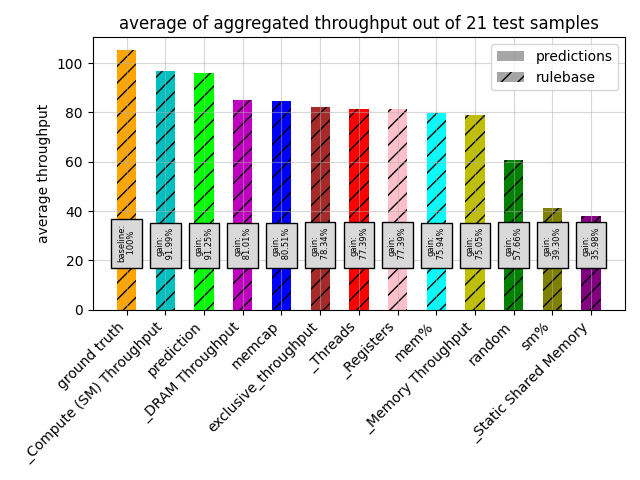 average of aggregated throughput out of 21 test samples
predictions
rulebase
average throughput
100
80
60
40
20
0
baseline:
100%
gain:
91.99%
gain:
91.25%
gain:
81.01%
gain:
80.51%
gain:
78.34%
gain:
77.39%
gain:
77.39%
gain:
75.94%
gain:
75.05%
gain:
57.66%
gain:
39.30%
gain:
35.98%
ground truth
_Compute (SM) Throughput
prediction
_DRAM Throughput
memcap
exclusive_throughput
_Threads
_Registers
mem%
_Memory Throughput
random
sm%
_Static Shared Memory